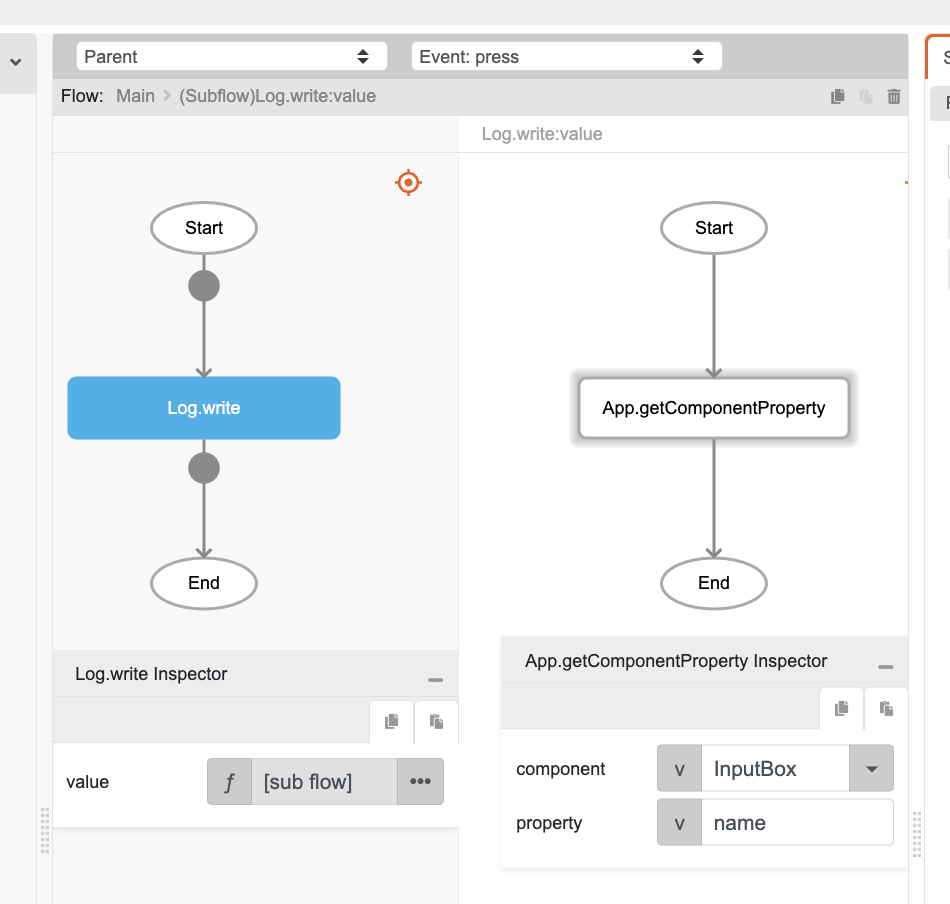 Parent
Event: press
Flow: Main > (Subflow)Log.write:value
Log.write:value
Start
Log.write
End
Start
App.getComponentProperty
End
Log.write Inspector
value
f
[sub flow]
•••
App.getComponentProperty Inspector
component
v
InputBox
property
v
name